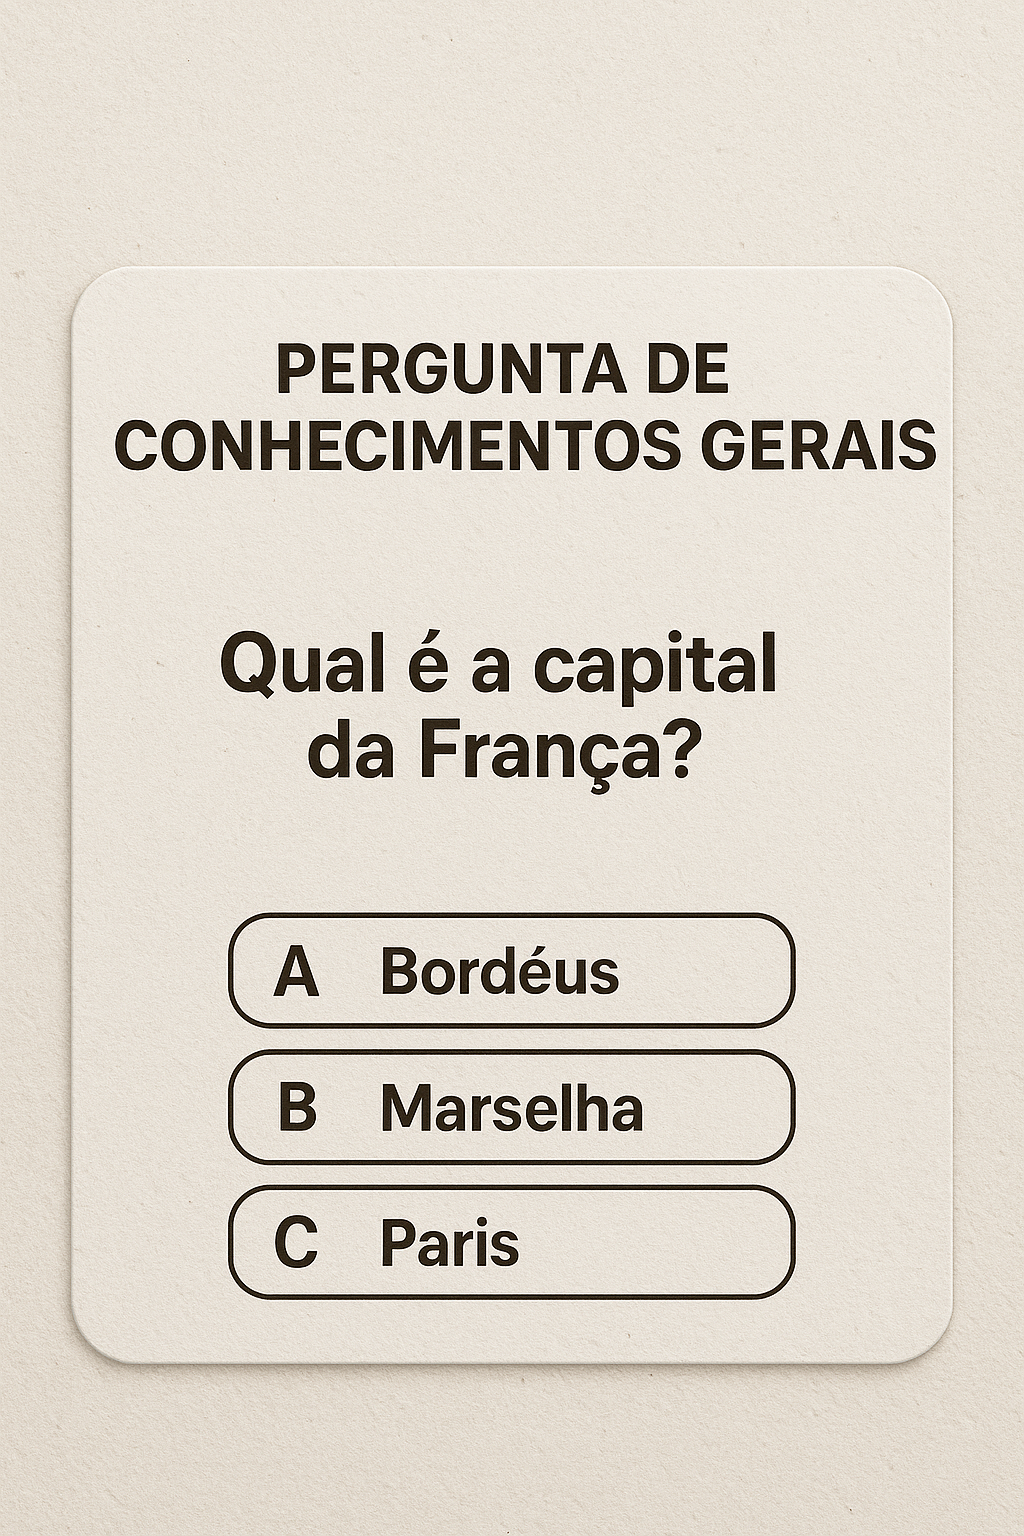 PERGUNTA DE
CONHECIMENTOS GERAIS
Qual é a capital
da França?
A Bordéus
B Marselha
C Paris